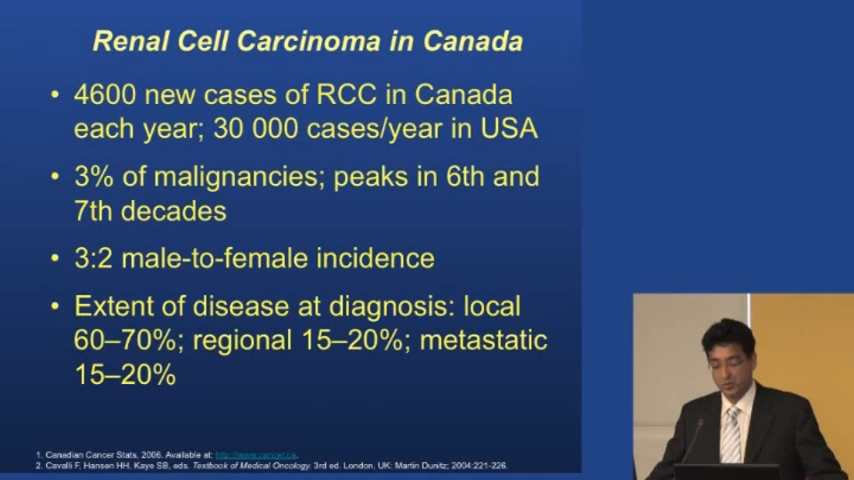 Renal Cell Carcinoma in Canada
• 4600 new cases of RCC in Canada
each year; 30 000 cases/year in USA
• 3% of malignancies; peaks in 6th and
7th decades
• 3:2 male-to-female incidence
• Extent of disease at diagnosis: local
60–70%; regional 15–20%; metastatic
15–20%
1. Canadian Cancer Stats, 2006. Available at: http://www.cancer.ca.
2. Cavalli F, Hansen HH, Kaye SB, eds. Textbook of Medical Oncology. 3rd ed. London, UK: Martin Dunitz; 2004:221-226.